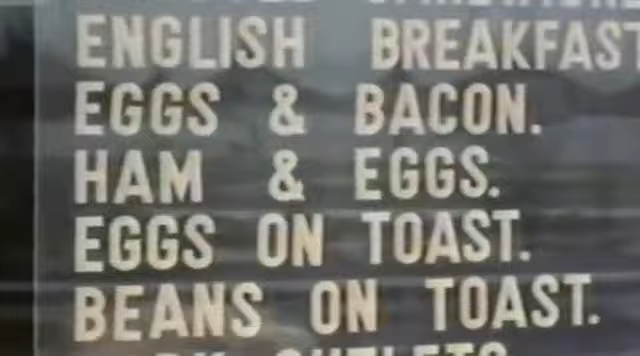 ENGLISH BREAKFAST
EGGS & BACON.
HAM & EGGS.
EGGS ON TOAST.
BEANS ON TOAST.